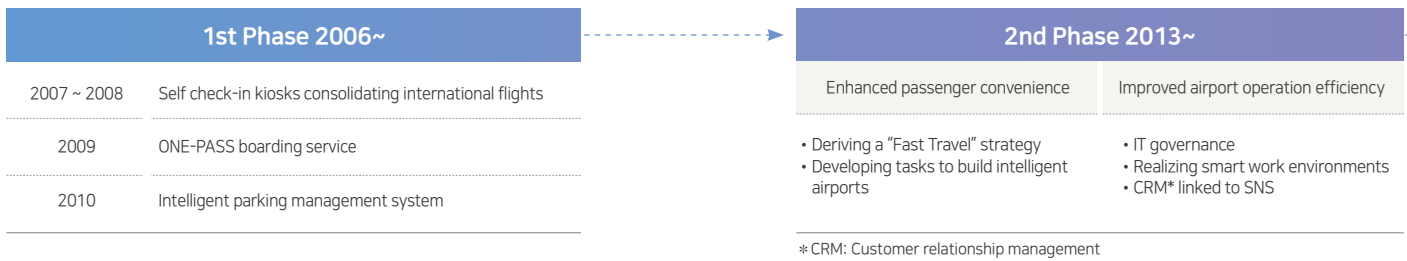 1st Phase 2006~
2007 ~ 2008 Self check-in kiosks consolidating international flights
2009 ONE-PASS boarding service
2010 Intelligent parking management system
2nd Phase 2013~
Enhanced passenger convenience
• Deriving a “Fast Travel” strategy
• Developing tasks to build intelligent
airports
Improved airport operation efficiency
• IT governance
• Realizing smart work environments
• CRM* linked to SNS
* CRM: Customer relationship management